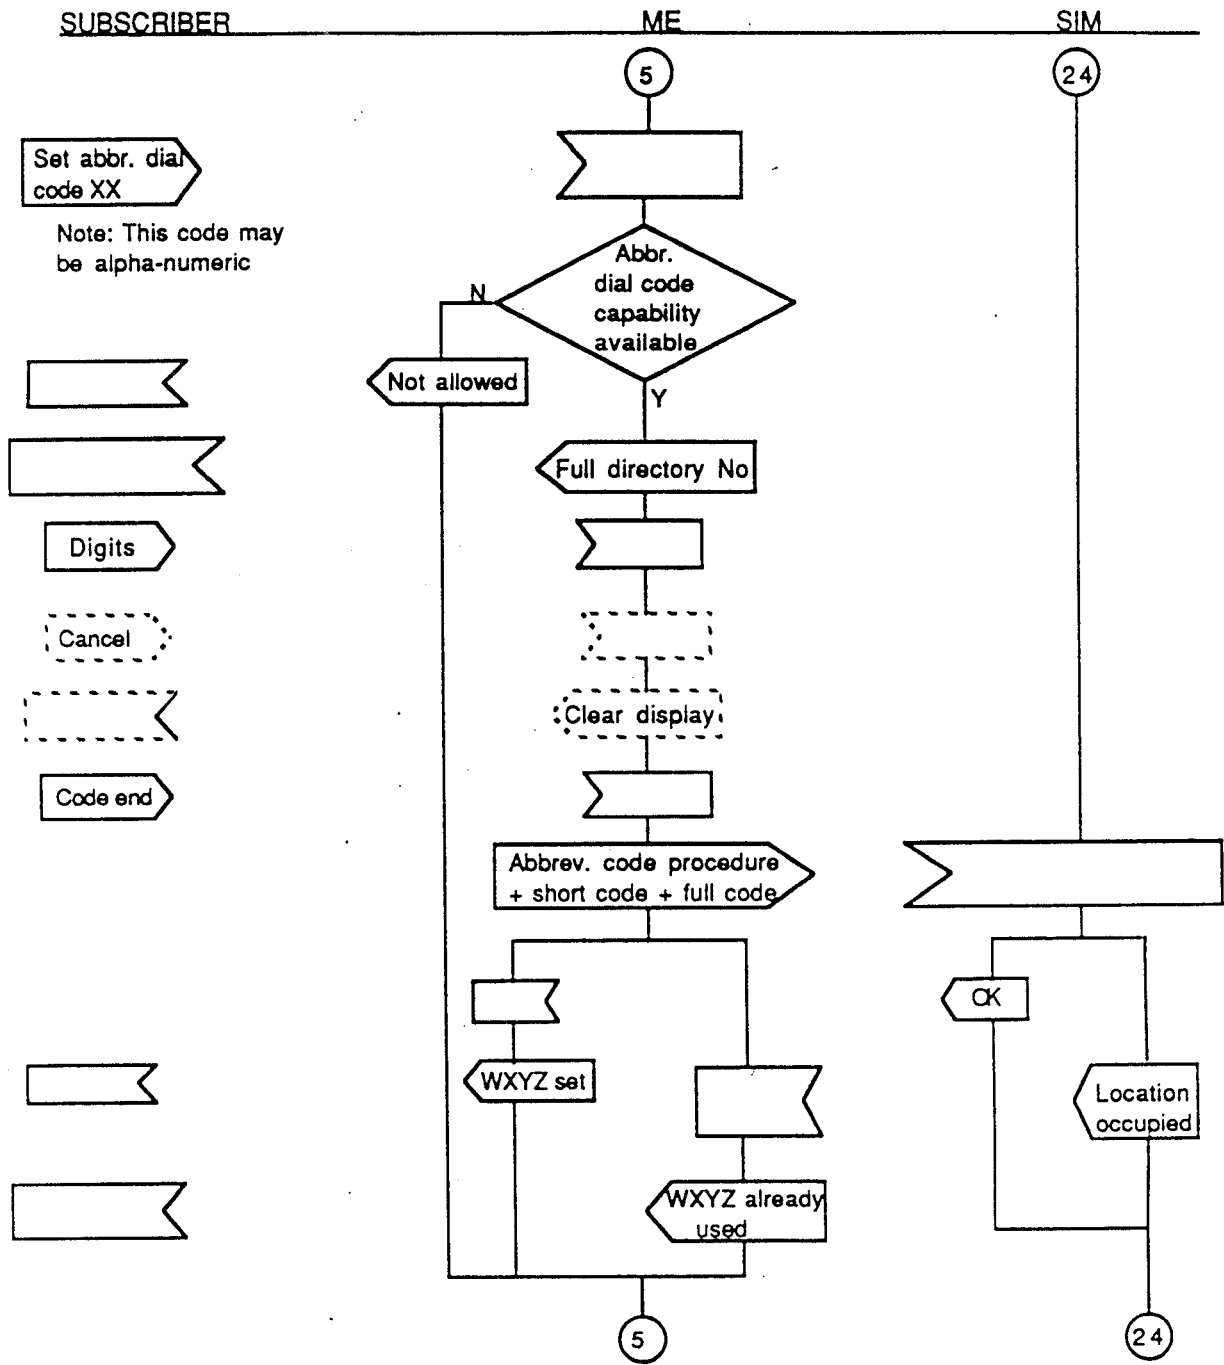 SUBSCRIBER
ME
SIM
5
24
Set abbr. dial
code XX
Note: This code may
be alpha-numeric
Abbr.
dial code
capability
available
N
Not allowed
Y
Full directory No
Digits
Cancel
Clear display
Code end
Abbrev. code procedure
+ short code + full code
OK
WXYZ set
Location
occupied
WXYZ already
used
5
24